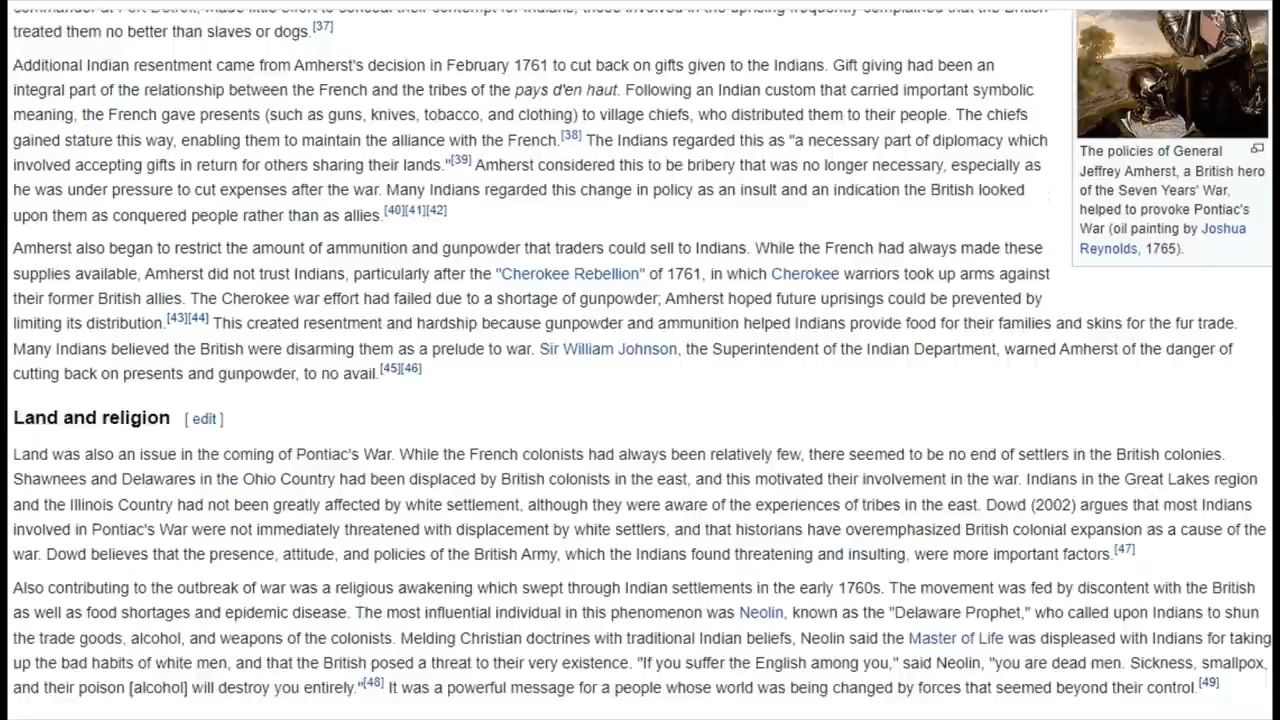 treated them no better than slaves or dogs.[37]
Additional Indian resentment came from Amherst's decision in February 1761 to cut back on gifts given to the Indians. Gift giving had been an
integral part of the relationship between the French and the tribes of the pays d'en haut. Following an Indian custom that carried important symbolic
meaning, the French gave presents (such as guns, knives, tobacco, and clothing) to village chiefs, who distributed them to their people. The chiefs
gained stature this way, enabling them to maintain the alliance with the French.[38] The Indians regarded this as "a necessary part of diplomacy which
involved accepting gifts in return for others sharing their lands."[39] Amherst considered this to be bribery that was no longer necessary, especially as
he was under pressure to cut expenses after the war. Many Indians regarded this change in policy as an insult and an indication the British looked
upon them as conquered people rather than as allies.[40][41][42]
Amherst also began to restrict the amount of ammunition and gunpowder that traders could sell to Indians. While the French had always made these
supplies available, Amherst did not trust Indians, particularly after the "Cherokee Rebellion" of 1761, in which Cherokee warriors took up arms against
their former British allies. The Cherokee war effort had failed due to a shortage of gunpowder; Amherst hoped future uprisings could be prevented by
limiting its distribution.[43][44] This created resentment and hardship because gunpowder and ammunition helped Indians provide food for their families and skins for the fur trade.
Many Indians believed the British were disarming them as a prelude to war. Sir William Johnson, the Superintendent of the Indian Department, warned Amherst of the danger of
cutting back on presents and gunpowder, to no avail.[45][46]
The policies of General
Jeffrey Amherst, a British hero
of the Seven Years' War,
helped to provoke Pontiac's
War (oil painting by Joshua
Reynolds, 1765).
Land and religion [ edit ]
Land was also an issue in the coming of Pontiac's War. While the French colonists had always been relatively few, there seemed to be no end of settlers in the British colonies.
Shawnees and Delawares in the Ohio Country had been displaced by British colonists in the east, and this motivated their involvement in the war. Indians in the Great Lakes region
and the Illinois Country had not been greatly affected by white settlement, although they were aware of the experiences of tribes in the east. Dowd (2002) argues that most Indians
involved in Pontiac's War were not immediately threatened with displacement by white settlers, and that historians have overemphasized British colonial expansion as a cause of the
war. Dowd believes that the presence, attitude, and policies of the British Army, which the Indians found threatening and insulting, were more important factors.[47]
Also contributing to the outbreak of war was a religious awakening which swept through Indian settlements in the early 1760s. The movement was fed by discontent with the British
as well as food shortages and epidemic disease. The most influential individual in this phenomenon was Neolin, known as the "Delaware Prophet," who called upon Indians to shun
the trade goods, alcohol, and weapons of the colonists. Melding Christian doctrines with traditional Indian beliefs, Neolin said the Master of Life was displeased with Indians for taking
up the bad habits of white men, and that the British posed a threat to their very existence. "If you suffer the English among you," said Neolin, "you are dead men. Sickness, smallpox,
and their poison [alcohol] will destroy you entirely."[48] It was a powerful message for a people whose world was being changed by forces that seemed beyond their control.[49]